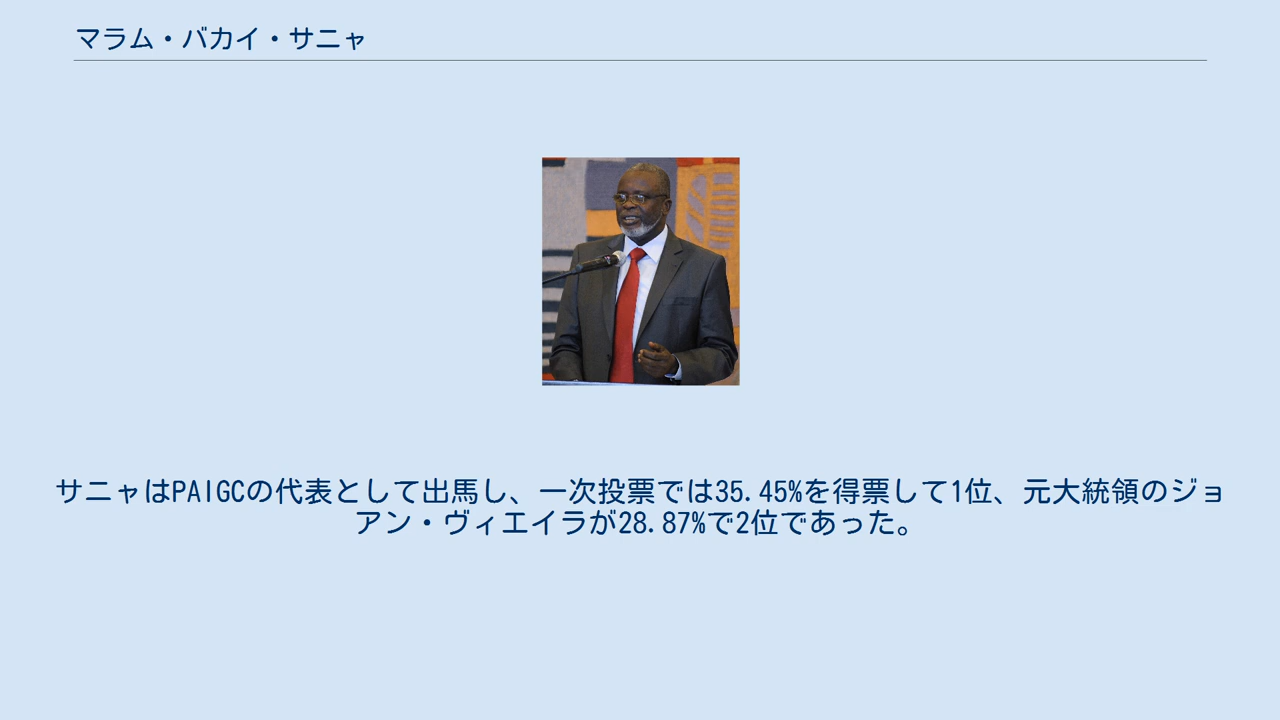 マラム・バカイ・サニャ
サニャはPAIGCの代表として出馬し、一次投票では35.45%を得票して1位、元大統領のジョ
アン・ヴィエイラが28.87%で2位であった。